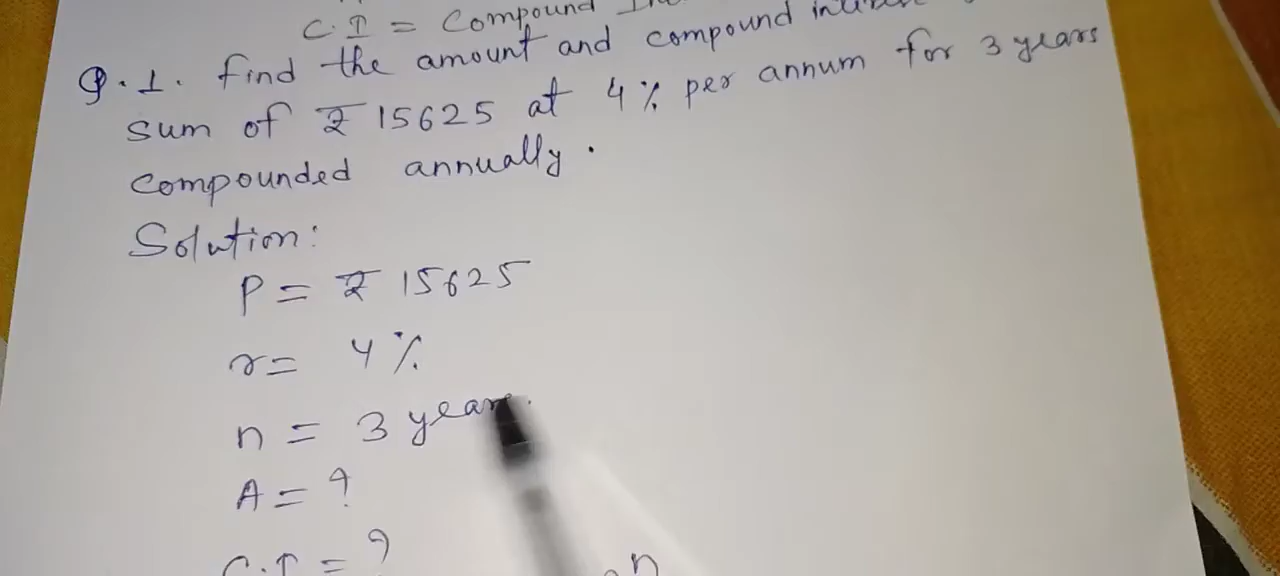 C.I = Compound
Q.1. find the amount and compound
sum of ₹ 15625 at 4% per annum for 3 years
compounded annually.
Solution:
P = ₹ 15625
r = 4%
n = 3 years.
A = ?
C.I = ?
n